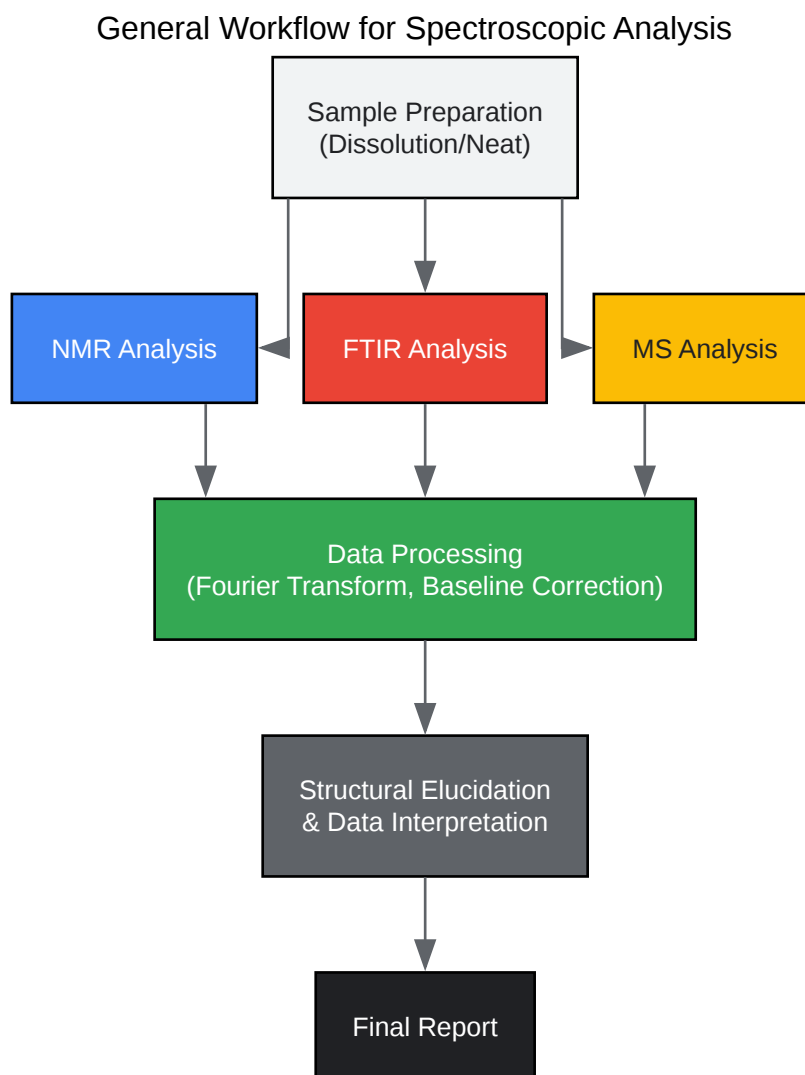 General Workflow for Spectroscopic Analysis
Sample Preparation
(Dissolution/Neat)
NMR Analysis
FTIR Analysis
MS Analysis
Data Processing
(Fourier Transform, Baseline Correction)
Structural Elucidation
& Data Interpretation
Final Report